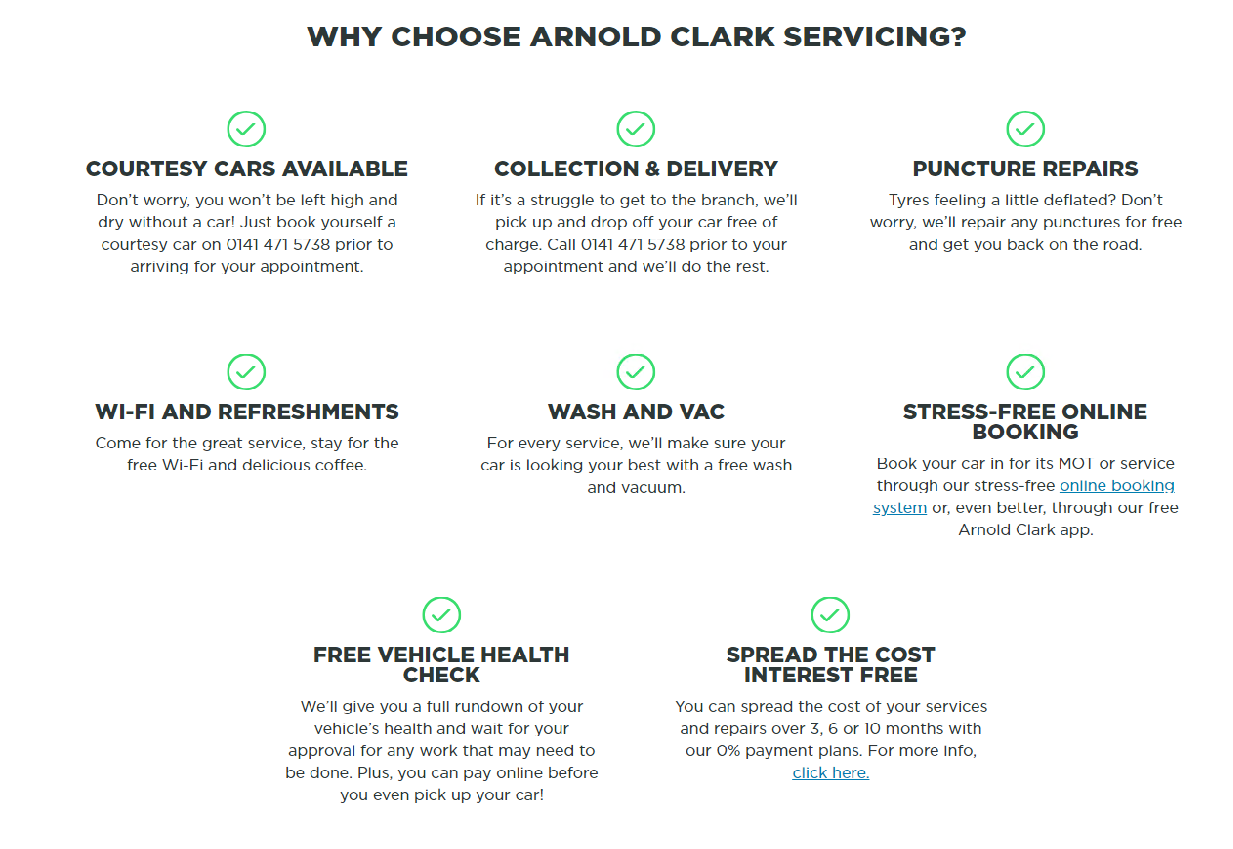 WHY CHOOSE ARNOLD CLARK SERVICING?
COURTESY CARS AVAILABLE
Don't worry, you won't be left high and
dry without a car! Just book yourself a
courtesy car on 0141 471 5738 prior to
arriving for your appointment.
COLLECTION & DELIVERY
If it's a struggle to get to the branch, we'll
pick up and drop off your car free of
charge. Call 0141 471 5738 prior to your
appointment and we'll do the rest.
PUNCTURE REPAIRS
Tyres feeling a little deflated? Don't
worry, we'll repair any punctures for free
and get you back on the road.
WI-FI AND REFRESHMENTS
Come for the great service, stay for the
free Wi-Fi and delicious coffee.
WASH AND VAC
For every service, we'll make sure your
car is looking your best with a free wash
and vacuum.
STRESS-FREE ONLINE
BOOKING
Book your car in for its MOT or service
through our stress-free online booking
system or, even better, through our free
Arnold Clark app.
FREE VEHICLE HEALTH
CHECK
We'll give you a full rundown of your
vehicle's health and wait for your
approval for any work that may need to
be done. Plus, you can pay online before
you even pick up your car!
SPREAD THE COST
INTEREST FREE
You can spread the cost of your services
and repairs over 3, 6 or 10 months with
our 0% payment plans. For more info,
click here.